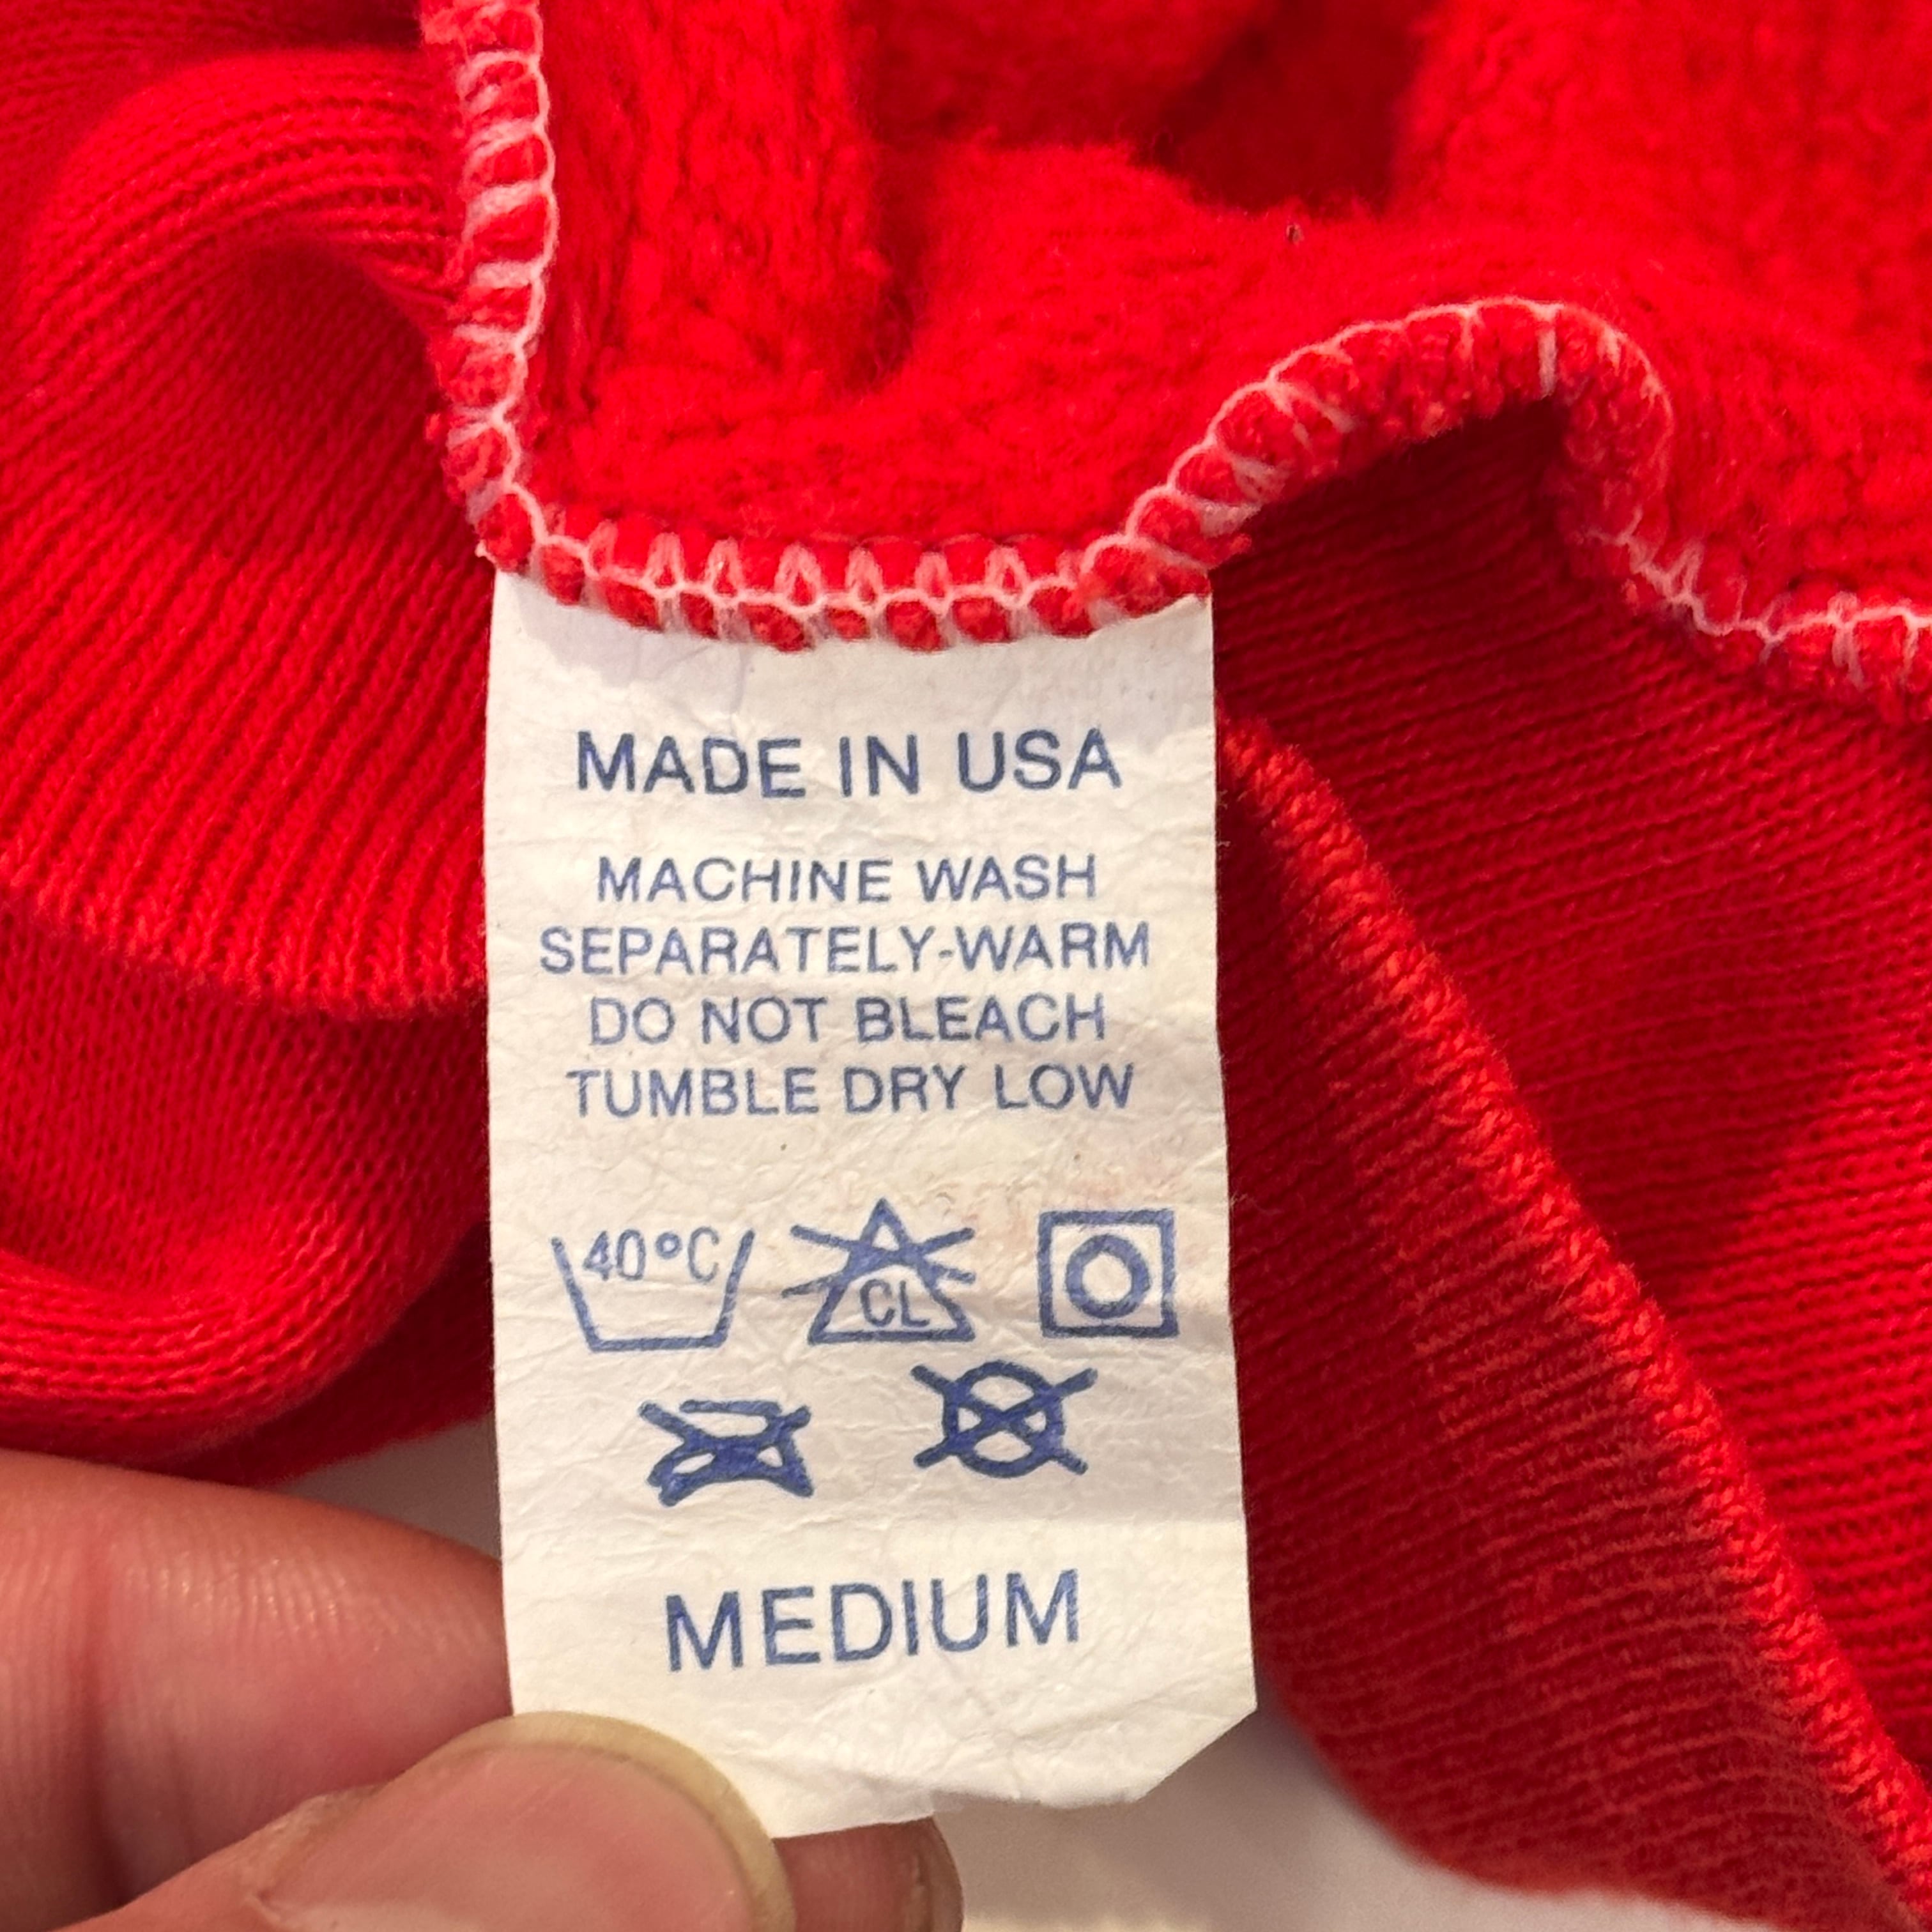 MADE IN USA
MACHINE WASH
SEPARATELY-WARM
DO NOT BLEACH
TUMBLE DRY LOW
40°C
CL
MEDIUM